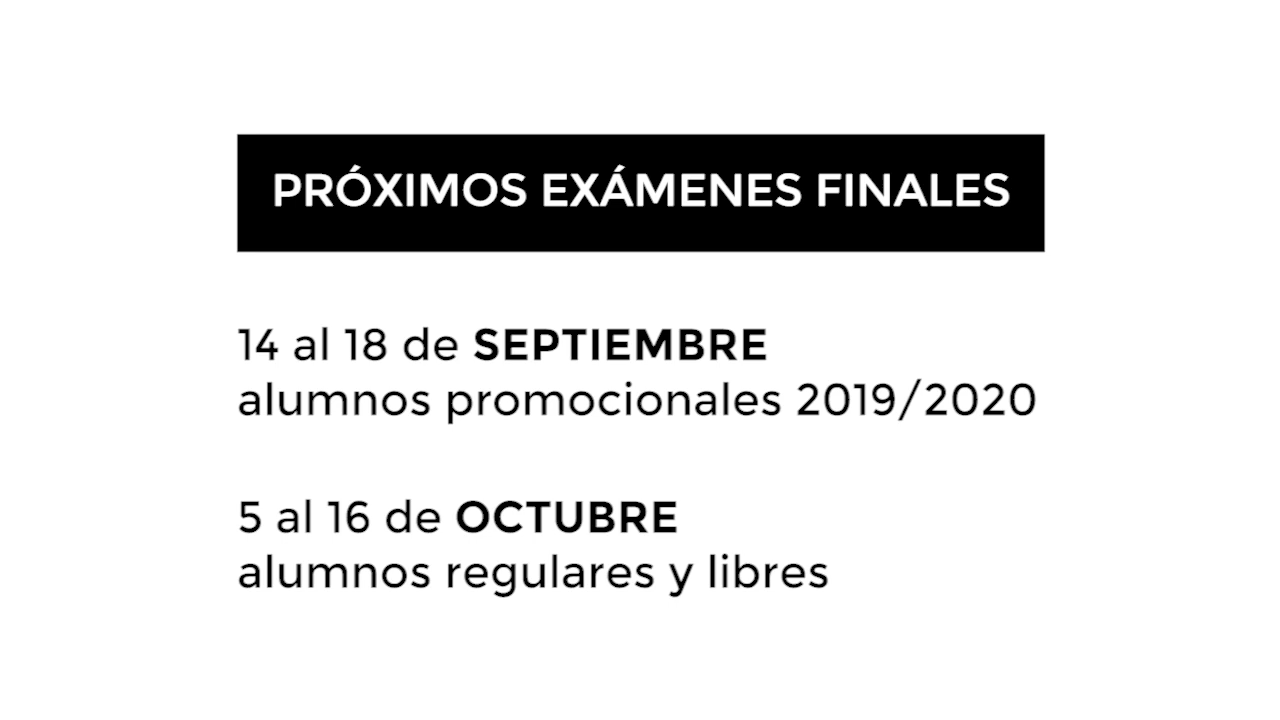 PRÓXIMOS EXÁMENES FINALES
14 al 18 de SEPTIEMBRE
alumnos promocionales 2019/2020
5 al 16 de OCTUBRE
alumnos regulares y libres